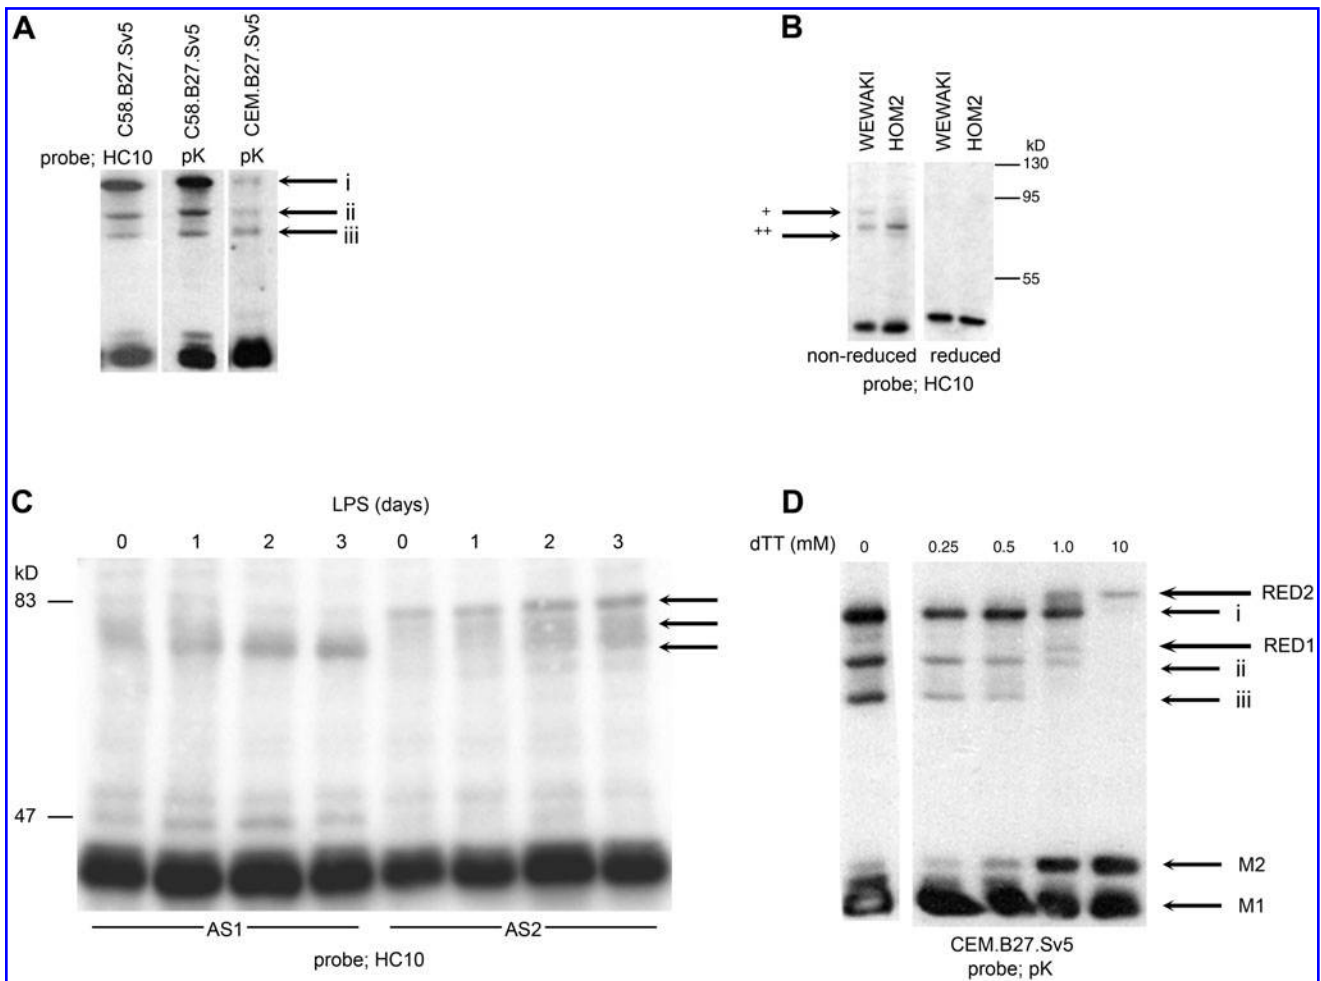 A
C58.B27.Sv5
C58.B27.Sv5
CEM.B27.Sv5
probe; HC10 pK pK
i
ii
iii
B
WEWAKI
HOM2
WEWAKI
HOM2
kD
130
95
55
+
++
non-reduced reduced
probe; HC10
C
LPS (days)
0 1 2 3 0 1 2 3
kD
83
47
AS1 AS2
probe; HC10
D
dTT (mM) 0 0.25 0.5 1.0 10
RED2
i
RED1
ii
iii
M2
M1
CEM.B27.Sv5
probe; pK